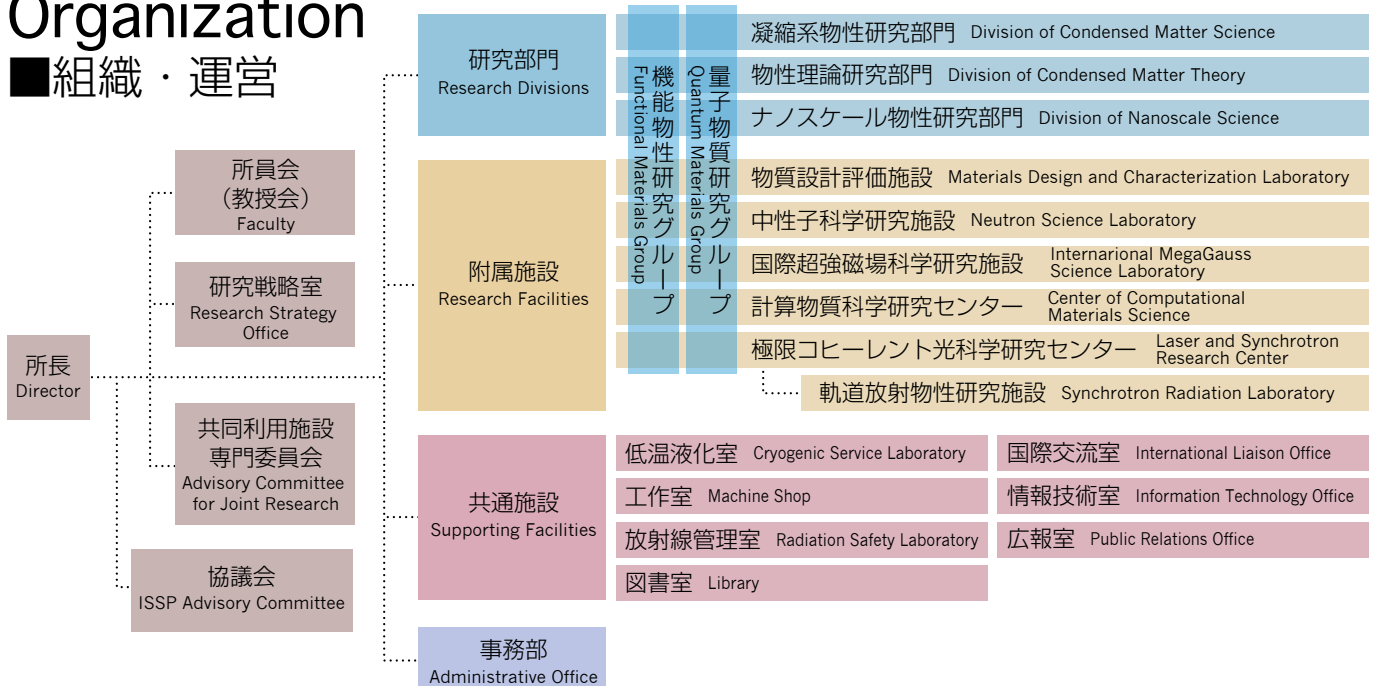 Organization
■組織・運営
所長
Director
所員会
（教授会）
Faculty
研究戦略室
Research Strategy
Office
共同利用施設
専門委員会
Advisory Committee
for Joint Research
協議会
ISSP Advisory Committee
研究部門
Research Divisions
凝縮系物性研究部門 Division of Condensed Matter Science
物性理論研究部門 Division of Condensed Matter Theory
ナノスケール物性研究部門 Division of Nanoscale Science
機能物性研究グループ
Functional Materials Group
量子物質研究グループ
Quantum Materials Group
附属施設
Research Facilities
物質設計評価施設 Materials Design and Characterization Laboratory
中性子科学研究施設 Neutron Science Laboratory
国際超強磁場科学研究施設 Internarional MegaGauss
Science Laboratory
計算物質科学研究センター Center of Computational
Materials Science
極限コヒーレント光科学研究センター Laser and Synchrotron
Research Center
軌道放射物性研究施設 Synchrotron Radiation Laboratory
共通施設
Supporting Facilities
低温液化室 Cryogenic Service Laboratory
工作室 Machine Shop
放射線管理室 Radiation Safety Laboratory
図書室 Library
国際交流室 International Liaison Office
情報技術室 Information Technology Office
広報室 Public Relations Office
事務部
Administrative Office